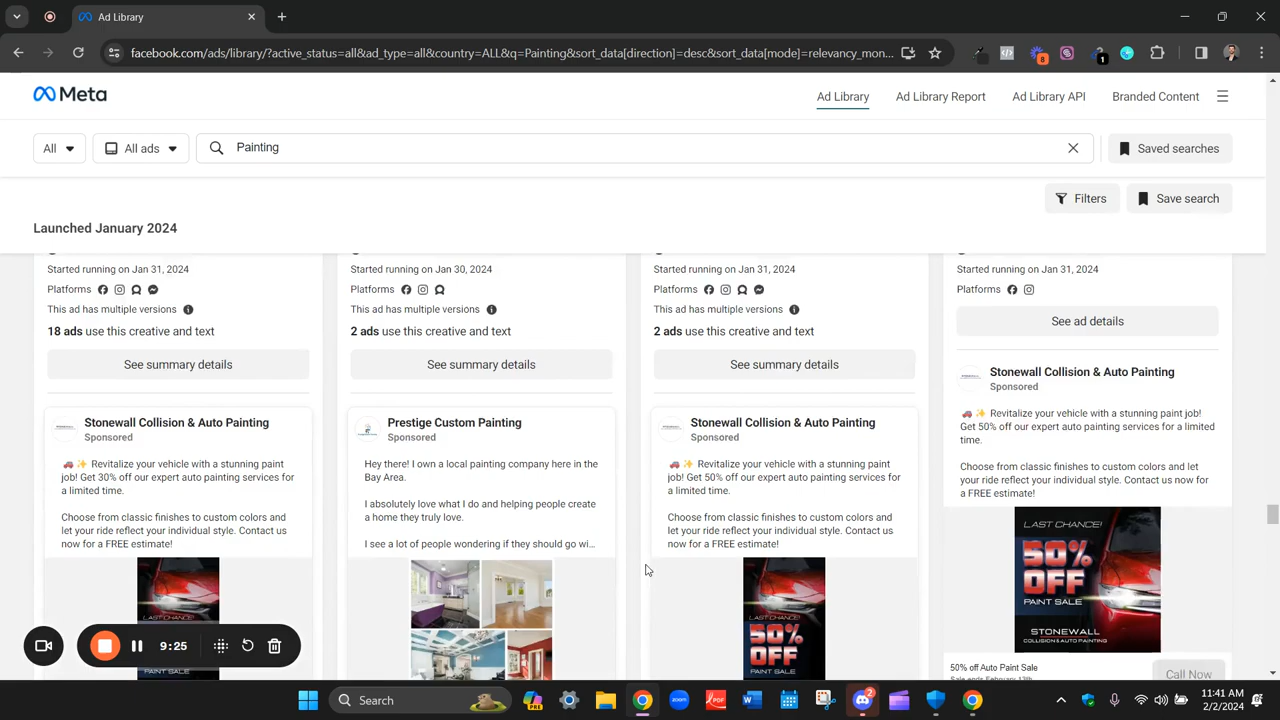 Ad Library
facebook.com/ads/library/?active_status=all&ad_type=all&country=ALL&q=Painting&sort_data[direction]=desc&sort_data[mode]=relevancy_mon...
8
1
Meta
Ad Library
Ad Library Report
Ad Library API
Branded Content
All
All ads
Painting
Saved searches
Filters
Save search
Launched January 2024
Started running on Jan 31, 2024
Platforms
This ad has multiple versions
18 ads use this creative and text
See summary details
Stonewall Collision & Auto Painting
Sponsored
🚗✨ Revitalize your vehicle with a stunning paint
job! Get 30% off our expert auto painting services for
a limited time.
Choose from classic finishes to custom colors and
let your ride reflect your individual style. Contact us
now for a FREE estimate!
Started running on Jan 30, 2024
Platforms
This ad has multiple versions
2 ads use this creative and text
See summary details
Prestige Custom Painting
Sponsored
Hey there! I own a local painting company here in the
Bay Area.
I absolutely love what I do and helping people create
a home they truly love.
I see a lot of people wondering if they should go wi...
Started running on Jan 31, 2024
Platforms
This ad has multiple versions
2 ads use this creative and text
See summary details
Stonewall Collision & Auto Painting
Sponsored
🚗✨ Revitalize your vehicle with a stunning paint
job! Get 50% off our expert auto painting services for
a limited time.
Choose from classic finishes to custom colors and
let your ride reflect your individual style. Contact us
now for a FREE estimate!
LAST CHANCE!
50%
OFF
Started running on Jan 31, 2024
Platforms
See ad details
Stonewall Collision & Auto Painting
Sponsored
🚗✨ Revitalize your vehicle with a stunning paint job!
Get 50% off our expert auto painting services for a limited
time.
Choose from classic finishes to custom colors and let
your ride reflect your individual style. Contact us now for
a FREE estimate!
LAST CHANCE!
50%
OFF
PAINT SALE
STONEWALL
COLLISION & AUTO PAINTING
50% off Auto Paint Sale
Call Now
9:25
Search
2
11:41 AM
2/2/2024